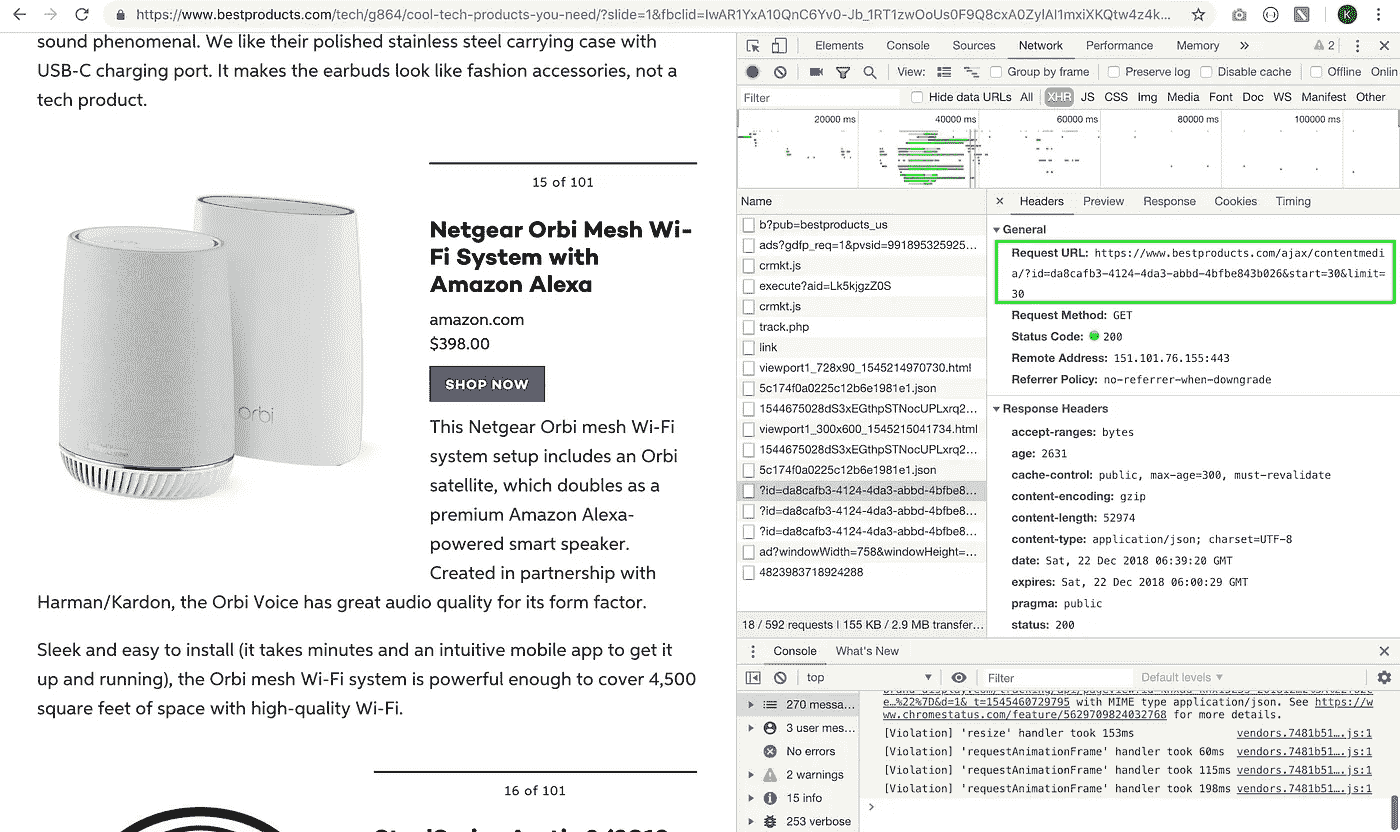 https://www.bestproducts.com/tech/g864/cool-tech-products-you-need/?slide=1&fbclid=IwAR1YxA10QnC6Yv0-Jb_1RT1zwOoUs0F9Q8cxA0ZyIAI1mxiXKQtw4z4k...
K
sound phenomenal. We like their polished stainless steel carrying case with
USB-C charging port. It makes the earbuds look like fashion accessories, not a
tech product.
15 of 101
Netgear Orbi Mesh Wi-
Fi System with
Amazon Alexa
amazon.com
$398.00
SHOP NOW
orbi
This Netgear Orbi mesh Wi-Fi
system setup includes an Orbi
satellite, which doubles as a
premium Amazon Alexa-
powered smart speaker.
Created in partnership with
Harman/Kardon, the Orbi Voice has great audio quality for its form factor.
Sleek and easy to install (it takes minutes and an intuitive mobile app to get it
up and running), the Orbi mesh Wi-Fi system is powerful enough to cover 4,500
square feet of space with high-quality Wi-Fi.
16 of 101
Elements Console Sources Network Performance Memory » 2
View: Group by frame Preserve log Disable cache Offline Onlin
Filter Hide data URLs All XHR JS CSS Img Media Font Doc WS Manifest Other
20000 ms 40000 ms 60000 ms 80000 ms 100000 ms
Name
b?pub=bestproducts_us
ads?gdfp_req=1&pvsid=991895325925...
crmkt.js
execute?aid=Lk5kjgzZ0S
crmkt.js
track.php
link
viewport1_728x90_1545214970730.html
5c174f0a0225c12b6e1981e1.json
1544675028dS3xEGthpSTNocUPLxrq2...
viewport1_300x600_1545215041734.html
1544675028dS3xEGthpSTNocUPLxrq2...
5c174f0a0225c12b6e1981e1.json
?id=da8cafb3-4124-4da3-abbd-4bfbe8...
?id=da8cafb3-4124-4da3-abbd-4bfbe8...
?id=da8cafb3-4124-4da3-abbd-4bfbe8...
ad?windowWidth=758&windowHeight=...
4823983718924288
18 / 592 requests | 155 KB / 2.9 MB transfer...
× Headers Preview Response Cookies Timing
General
Request URL: https://www.bestproducts.com/ajax/contentmedi
a/?id=da8cafb3-4124-4da3-abbd-4bfbe843b026&start=30&limit=
30
Request Method: GET
Status Code: 200
Remote Address: 151.101.76.155:443
Referrer Policy: no-referrer-when-downgrade
Response Headers
accept-ranges: bytes
age: 2631
cache-control: public, max-age=300, must-revalidate
content-encoding: gzip
content-length: 52974
content-type: application/json; charset=UTF-8
date: Sat, 22 Dec 2018 06:39:20 GMT
expires: Sat, 22 Dec 2018 06:00:29 GMT
pragma: public
status: 200
Console What's New
top Filter Default levels ▼
270 messa...
3 user mes...
No errors
2 warnings
15 info
253 verbose
e…%22%7D&d=1&_t=1545460729795 with MIME type application/json. See https://w
ww.chromestatus.com/feature/5629709824032768 for more details.
[Violation] 'resize' handler took 153ms vendors.7481b51….js:1
[Violation] 'requestAnimationFrame' handler took 60ms vendors.7481b51….js:1
[Violation] 'requestAnimationFrame' handler took 115ms vendors.7481b51….js:1
[Violation] 'requestAnimationFrame' handler took 198ms vendors.7481b51….js:1
>